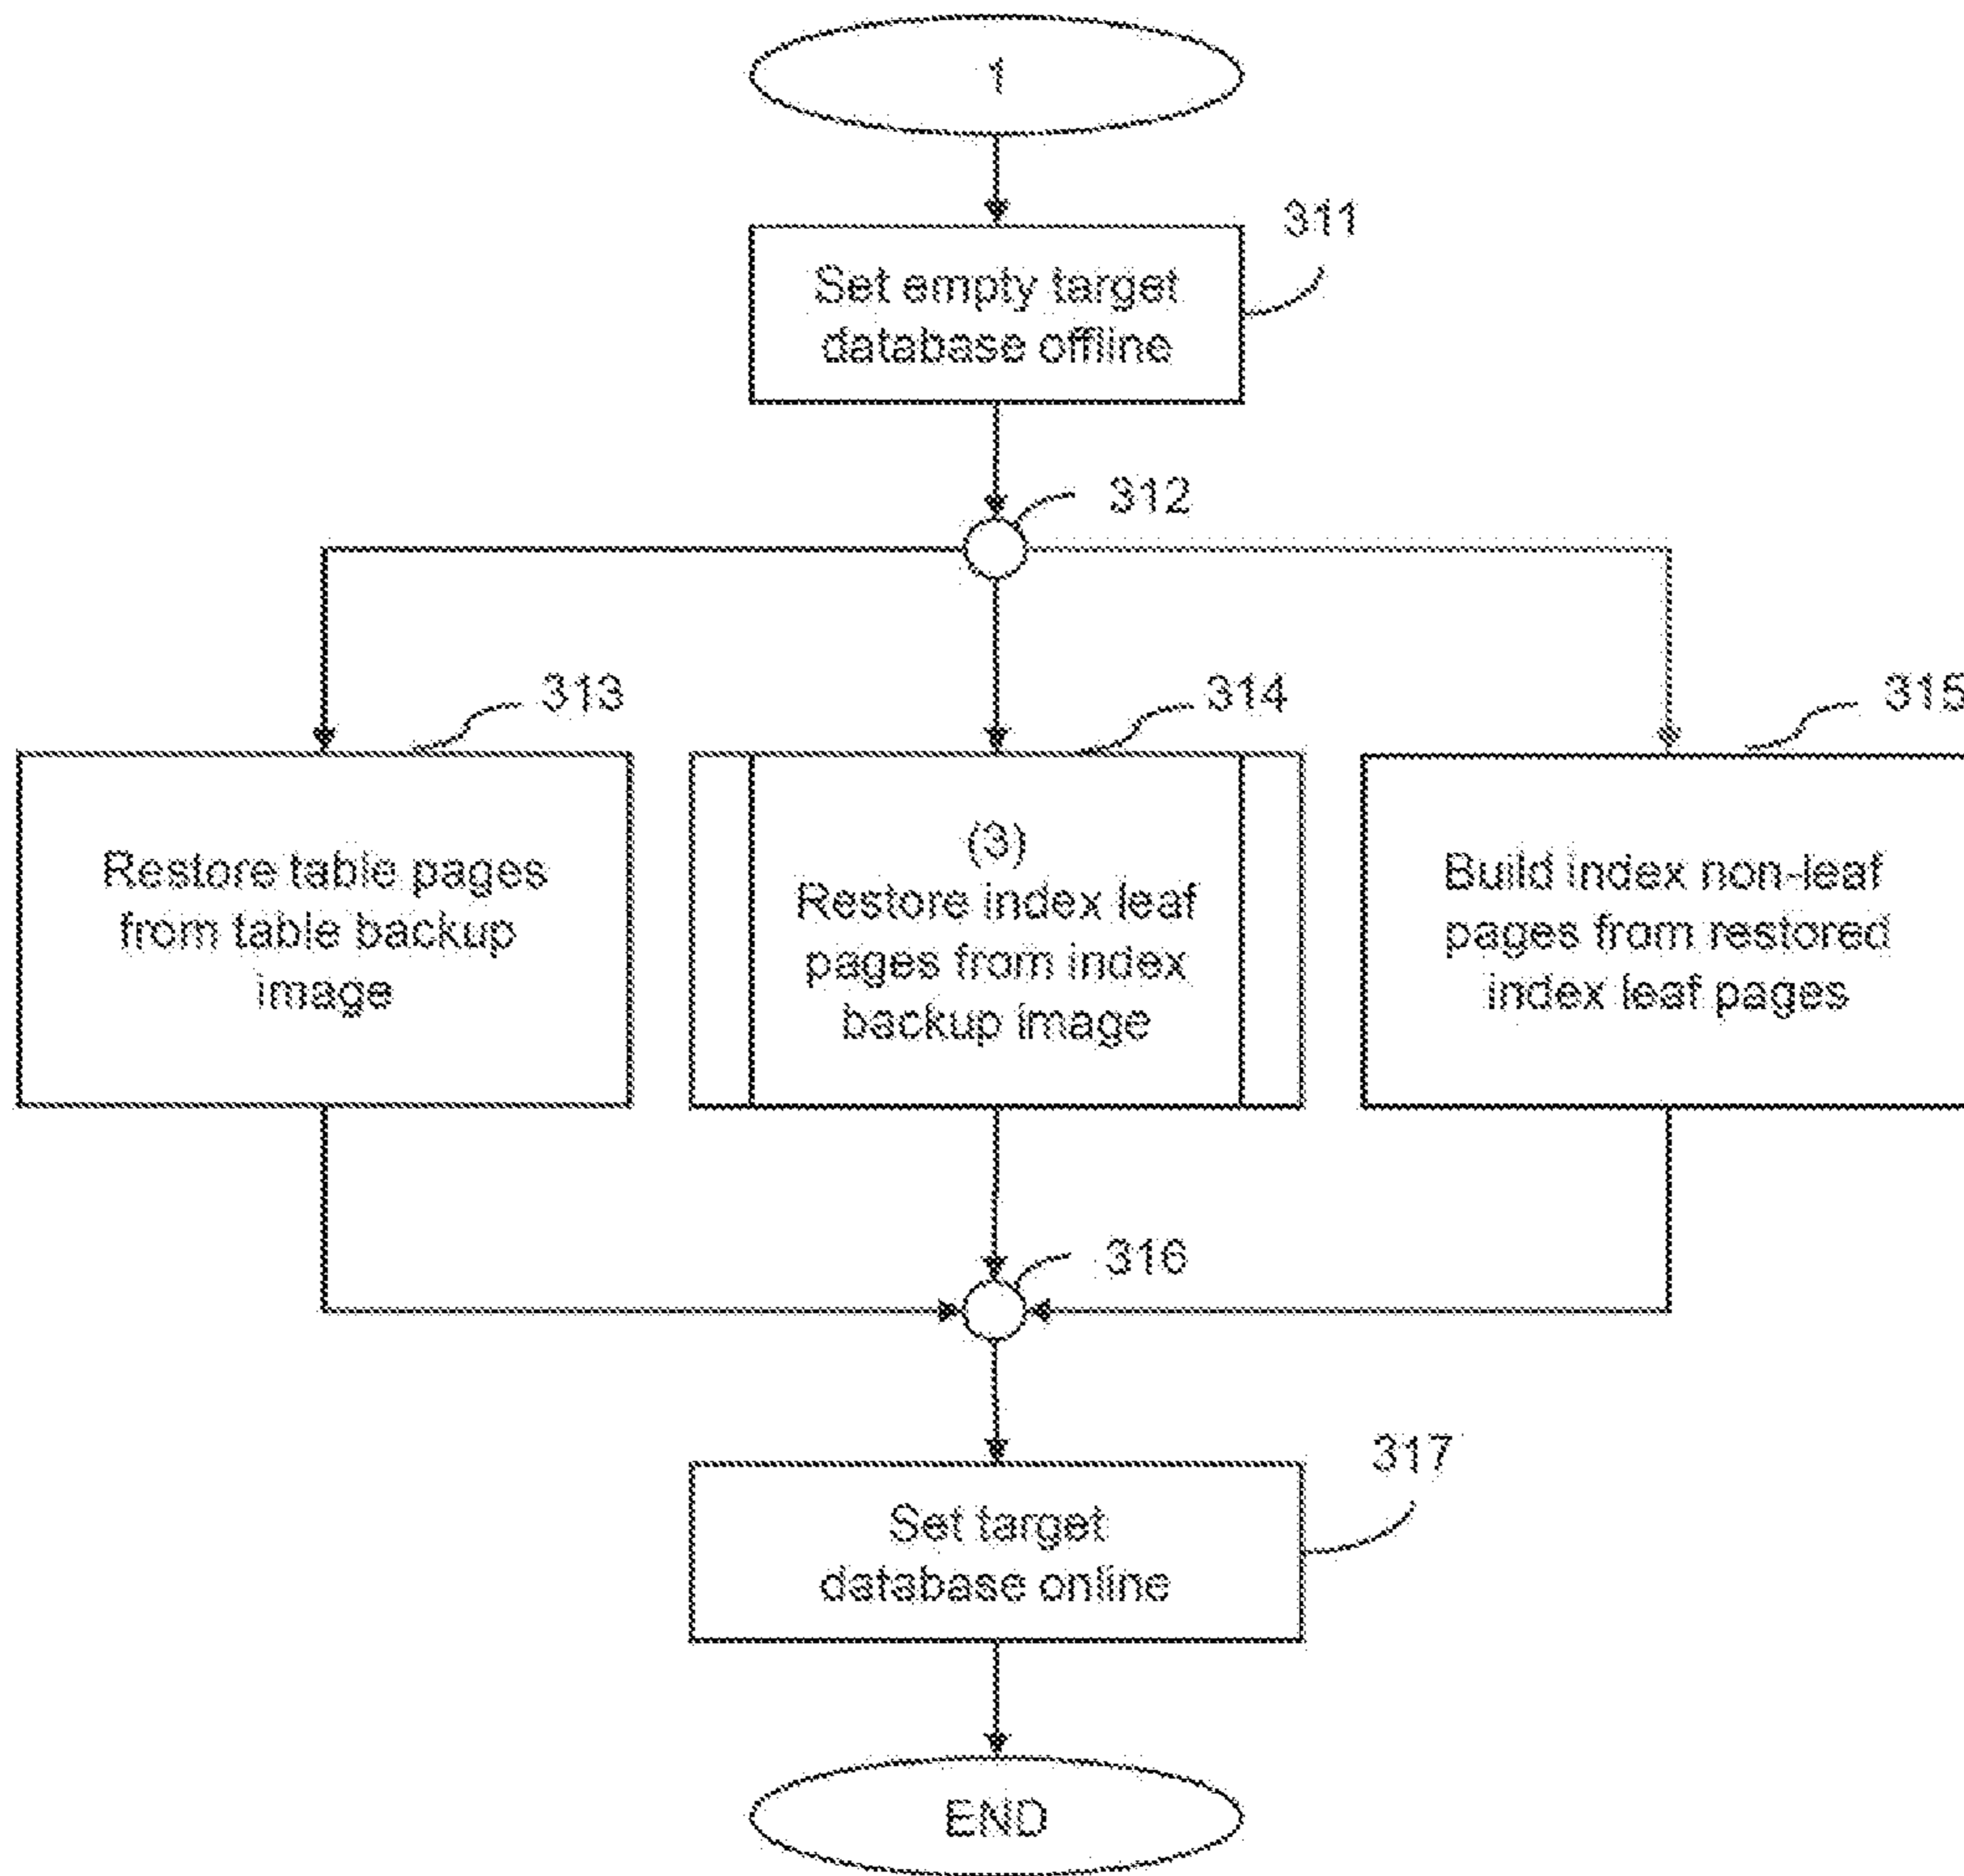 1
311
Set empty target
database offline
312
313
314
315
Restore table pages
from table backup
image
(3)
Restore index leaf
pages from index
backup image
Build index non-leaf
pages from restored
index leaf pages
316
317
Set target
database online
END